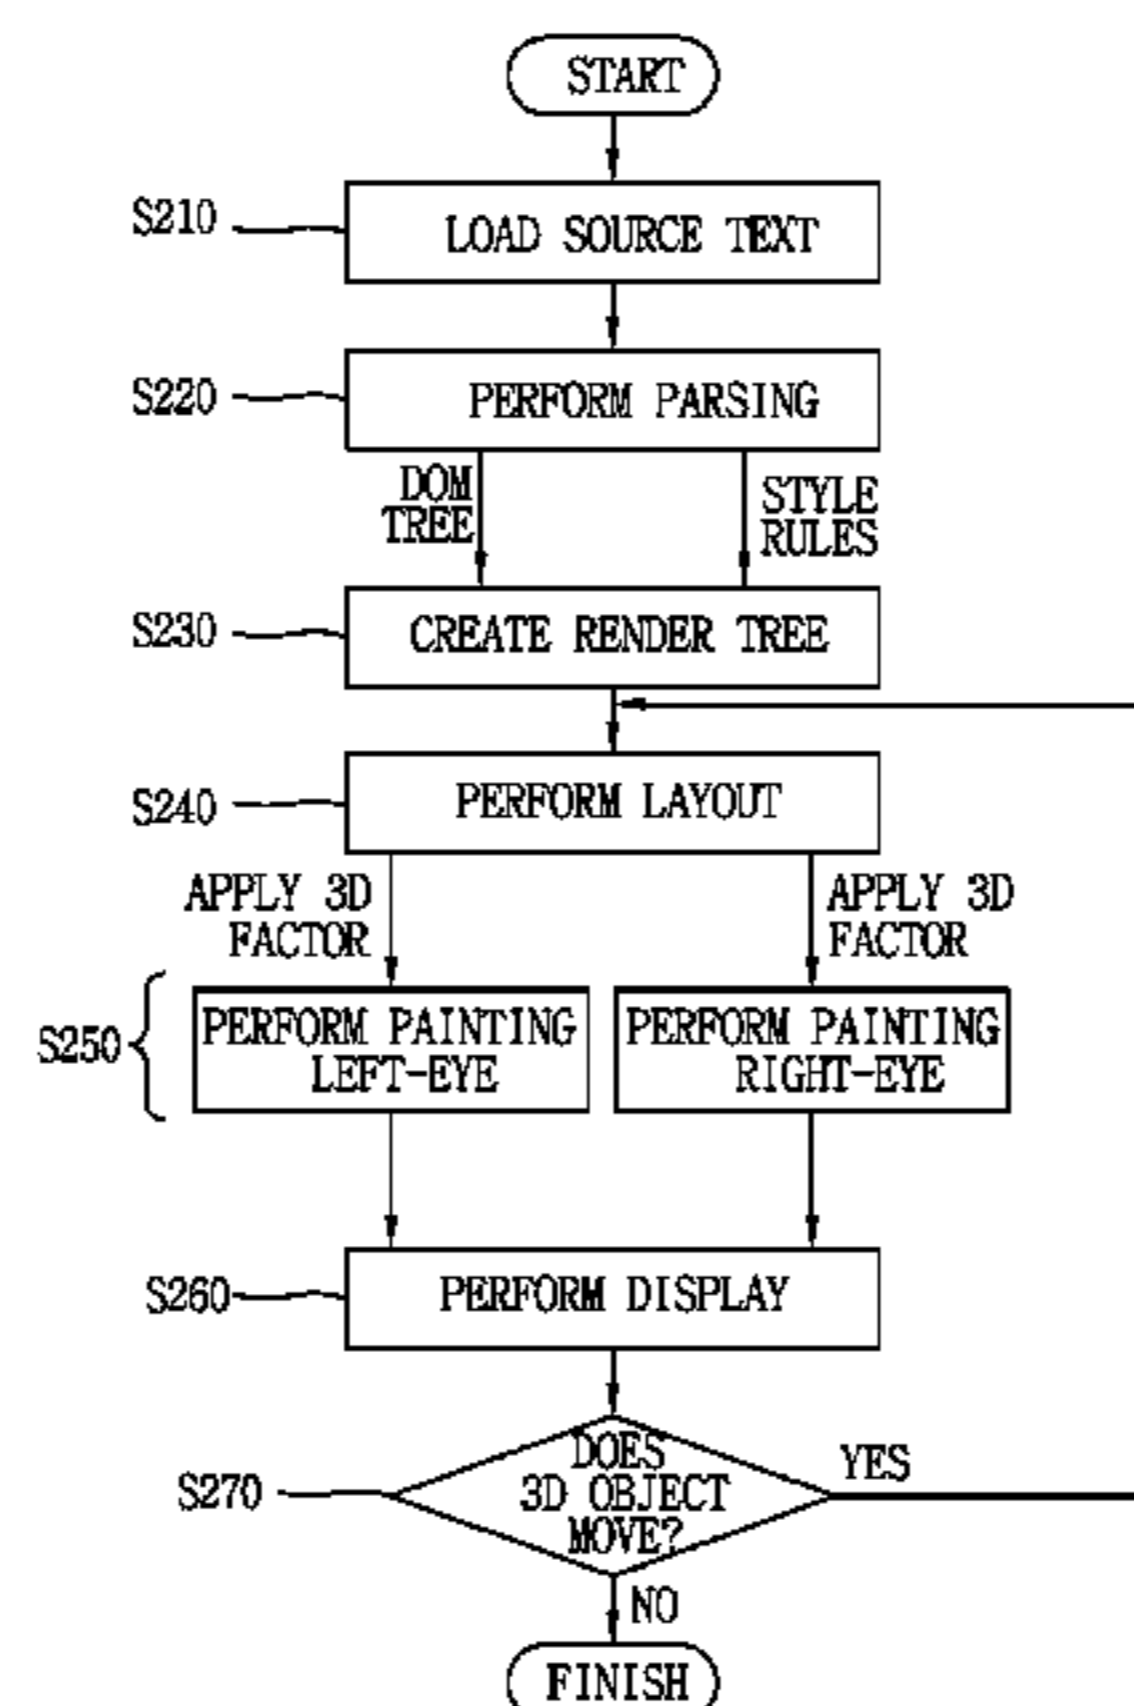 START
S210
LOAD SOURCE TEXT
S220
PERFORM PARSING
DOM
TREE
STYLE
RULES
S230
CREATE RENDER TREE
S240
PERFORM LAYOUT
APPLY 3D
FACTOR
APPLY 3D
FACTOR
S250
PERFORM PAINTING
LEFT-EYE
PERFORM PAINTING
RIGHT-EYE
S260
PERFORM DISPLAY
S270
DOES
3D OBJECT
MOVE?
YES
NO
FINISH